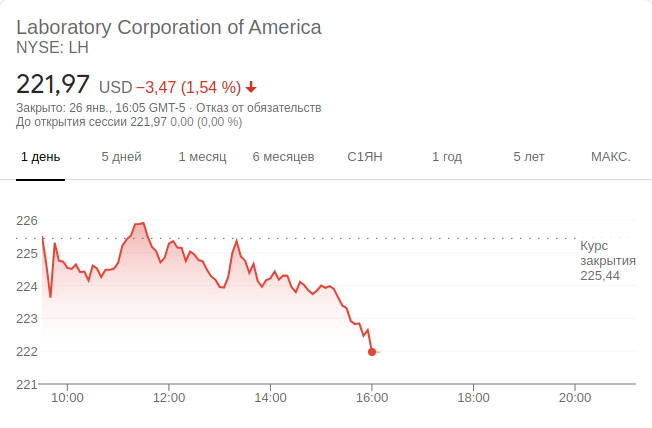 Laboratory Corporation of America
NYSE: LH
221,97 USD −3,47 (1,54 %)
Закрыто: 26 янв., 16:05 GMT-5 · Отказ от обязательств
До открытия сессии 221,97 0,00 (0,00 %)
1 день 5 дней 1 месяц 6 месяцев С1ЯН 1 год 5 лет МАКС.
226
225
224
223
222
221
Курс
закрытия
225,44
10:00 12:00 14:00 16:00 18:00 20:00